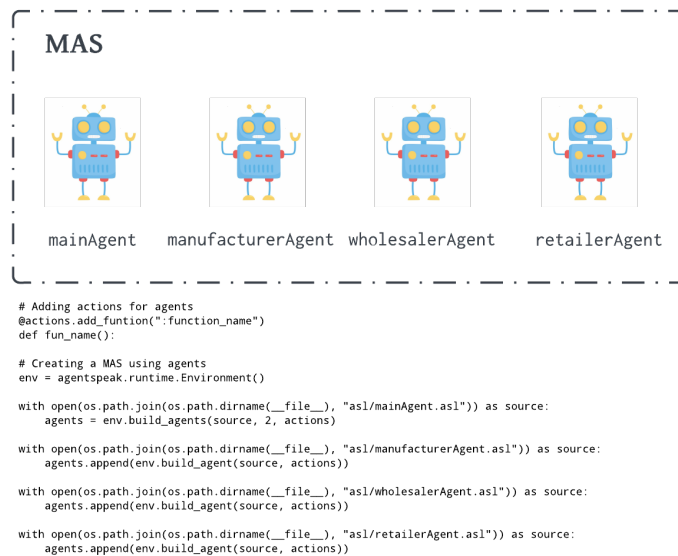 MAS
mainAgent manufacturerAgent wholesalerAgent retailerAgent
# Adding actions for agents
@actions.add_funtion(":function_name")
def fun_name():
# Creating a MAS using agents
env = agentspeak.runtime.Environment()
with open(os.path.join(os.path.dirname(__file__), "asl/mainAgent.asl")) as source:
    agents = env.build_agents(source, 2, actions)
with open(os.path.join(os.path.dirname(__file__), "asl/manufacturerAgent.asl")) as source:
    agents.append(env.build_agent(source, actions))
with open(os.path.join(os.path.dirname(__file__), "asl/wholesalerAgent.asl")) as source:
    agents.append(env.build_agent(source, actions))
with open(os.path.join(os.path.dirname(__file__), "asl/retailerAgent.asl")) as source:
    agents.append(env.build_agent(source, actions))